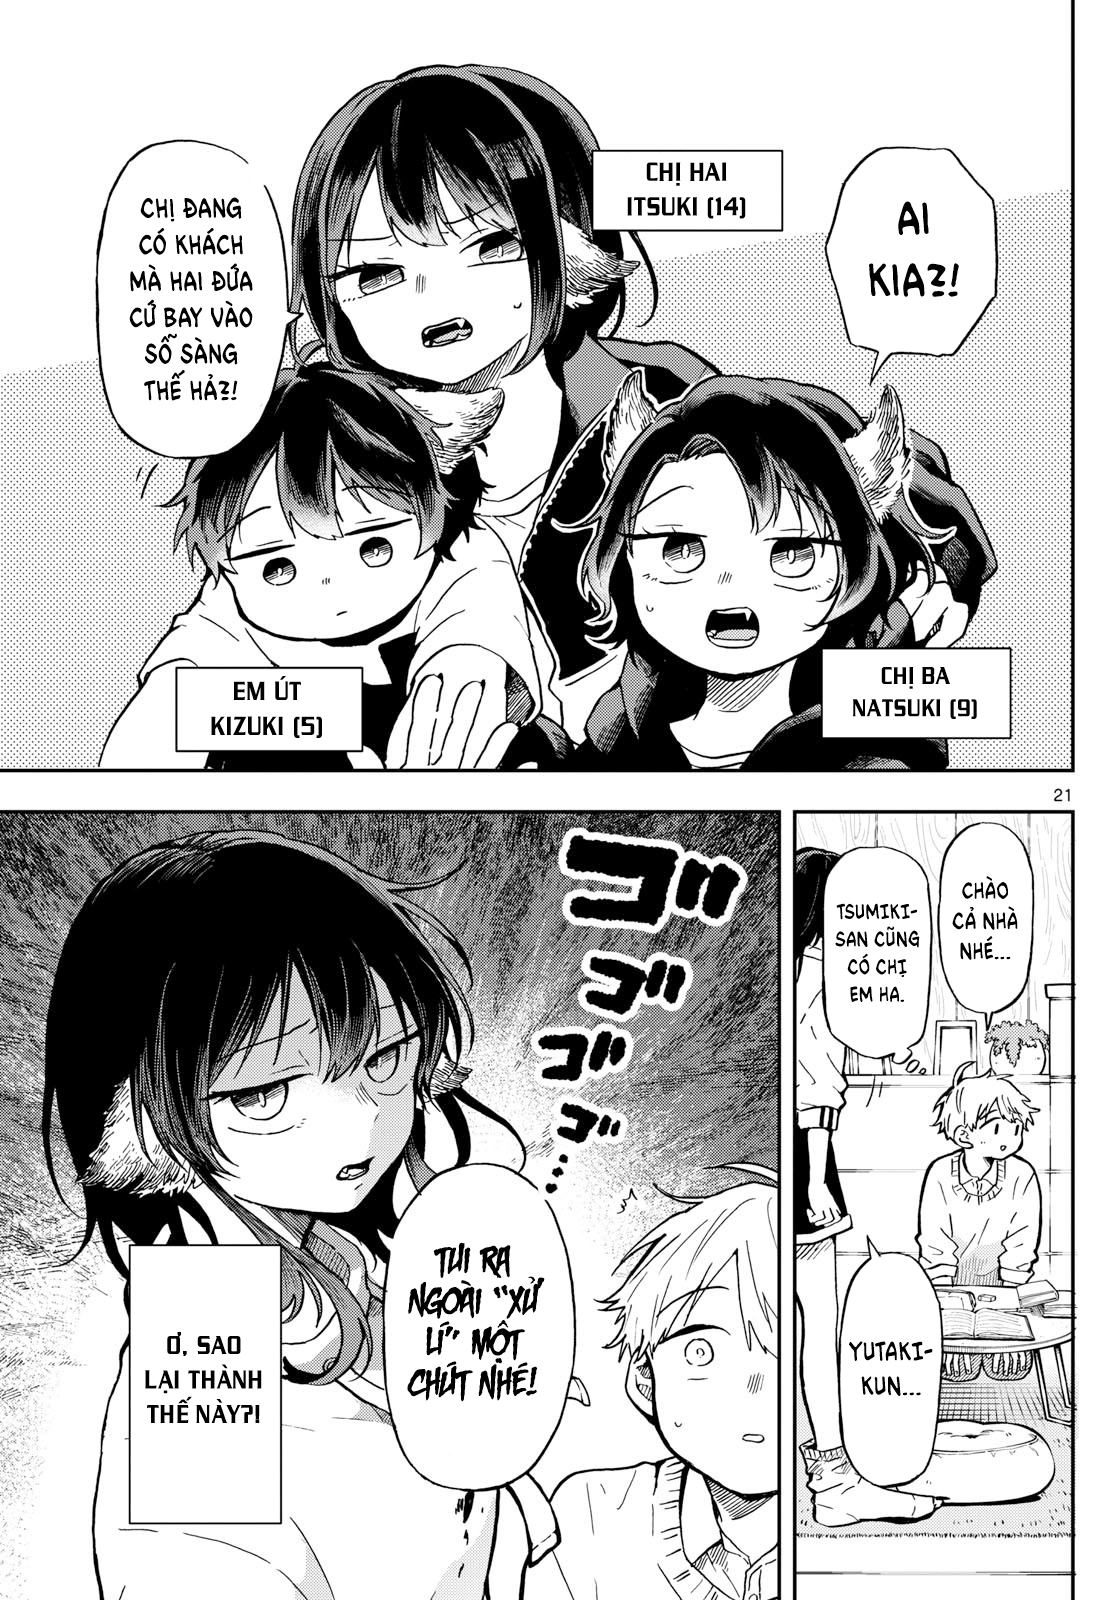 AI
KIA?!
CHỊ HAI
ITSUKI (14)
CHỊ ĐANG
CÓ KHÁCH
MÀ HAI ĐỨA
CỨ BAY VÀO
SỖ SÀNG
THẾ HẢ?!
CHỊ BA
NATSUKI (9)
EM ÚT
KIZUKI (5)
21
CHÀO
CẢ NHÀ
NHÉ...
TSUMIKI-
SAN CŨNG
CÓ CHỊ
EM HA.
YUTAKI-
KUN...
ゴゴゴゴ...
TUI RA
NGOÀI "XỬ
LÍ" MỘT
CHÚT NHÉ!
Ơ, SAO
LẠI THÀNH
THẾ NÀY?!